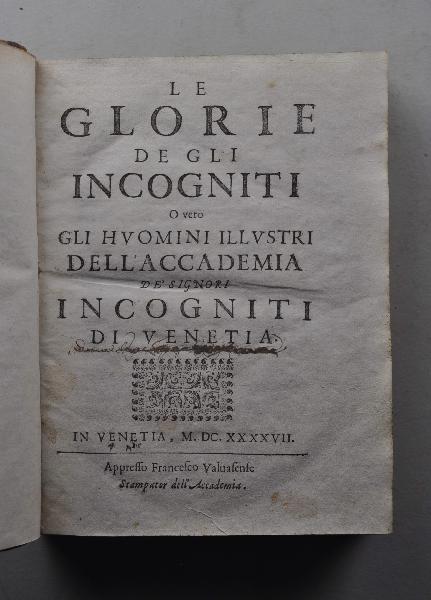 LE
GLORIE
DE GLI
INCOGNITI
O vero
GLI HVOMINI ILLVSTRI
DELL'ACCADEMIA
DE' SIGNORI
INCOGNITI
DI VENETIA.
IN VENETIA, M. DC. XXXXVII.
Appresso Francesco Valuasense
Stampator dell'Accademia.